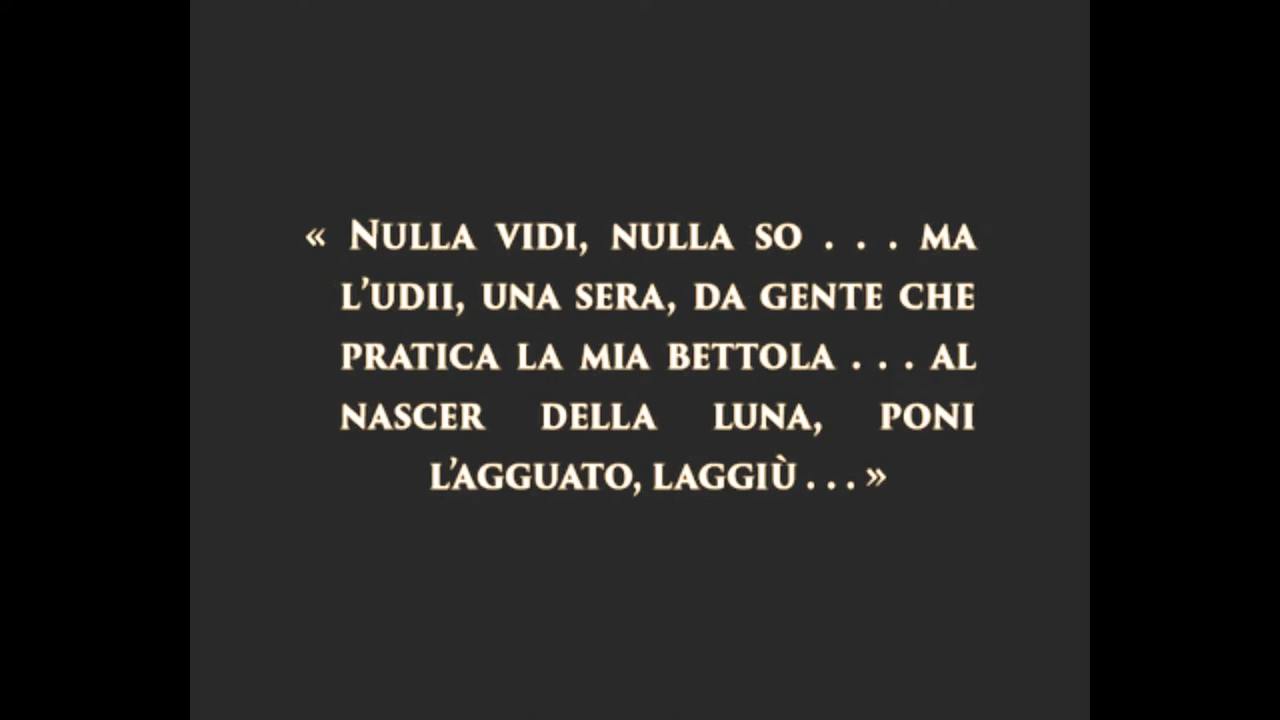 « Nulla vidi, nulla so . . . ma
l’udii, una sera, da gente che
pratica la mia bettola . . . al
nascer della luna, poni
l’agguato, laggiù . . . »